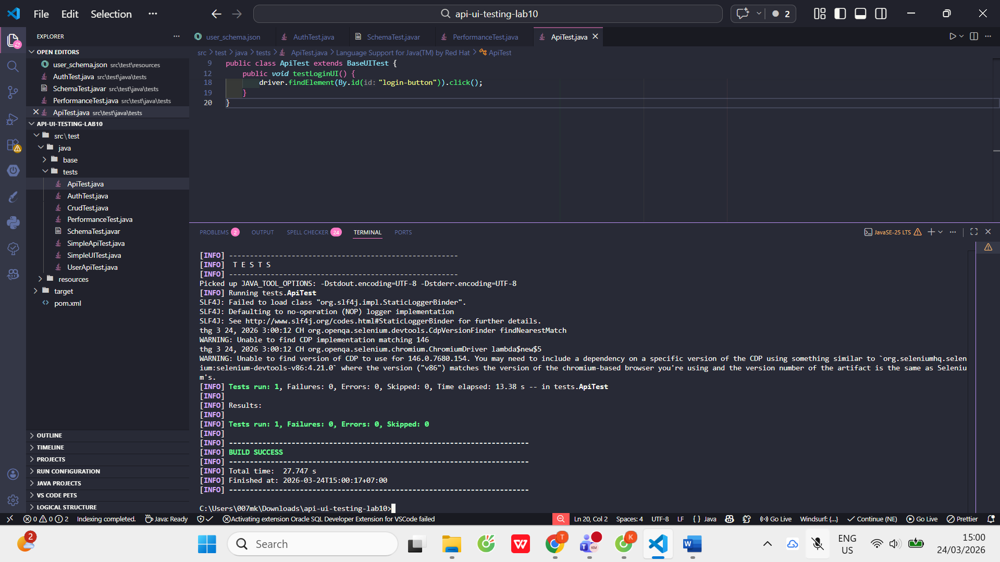 File Edit Selection ···
api-ui-testing-lab10
2
EXPLORER
···
OPEN EDITORS
user_schema.json src\test\resources
AuthTest.java src\test\java\tests
SchemaTest.javar src\test\java\tests
PerformanceTest.java src\test\java\tests
ApiTest.java src\test\java\tests
API-UI-TESTING-LAB10
src\test
java
base
tests
ApiTest.java
AuthTest.java
CrudTest.java
PerformanceTest.java
SchemaTest.javar
SimpleApiTest.java
SimpleUITest.java
UserApiTest.java
resources
target
pom.xml
OUTLINE
TIMELINE
PROJECTS
RUN CONFIGURATION
JAVA PROJECTS
VS CODE PETS
LOGICAL STRUCTURE
user_schema.json AuthTest.java SchemaTest.javar PerformanceTest.java ApiTest.java
src > test > java > tests > ApiTest.java > Language Support for Java(TM) by Red Hat > ApiTest
9 public class ApiTest extends BaseUITest {
12 public void testLoginUI() {
18 driver.findElement(By.id(id: "login-button")).click();
19 }
20 }
PROBLEMS 2 OUTPUT SPELL CHECKER 24 TERMINAL PORTS
JavaSE-25 LTS
[INFO] -------------------------------------------------------
[INFO]  T E S T S
[INFO] -------------------------------------------------------
Picked up JAVA_TOOL_OPTIONS: -Dstdout.encoding=UTF-8 -Dstderr.encoding=UTF-8
[INFO] Running tests.ApiTest
SLF4J: Failed to load class "org.slf4j.impl.StaticLoggerBinder".
SLF4J: Defaulting to no-operation (NOP) logger implementation
SLF4J: See http://www.slf4j.org/codes.html#StaticLoggerBinder for further details.
thg 3 24, 2026 3:00:12 CH org.openqa.selenium.devtools.CdpVersionFinder findNearestMatch
WARNING: Unable to find CDP implementation matching 146
thg 3 24, 2026 3:00:12 CH org.openqa.selenium.chromium.ChromiumDriver lambda$new$5
WARNING: Unable to find version of CDP to use for 146.0.7680.154. You may need to include a dependency on a specific version of the CDP using something similar to `org.seleniumhq.selen
ium:selenium-devtools-v86:4.21.0` where the version ("v86") matches the version of the chromium-based browser you're using and the version number of the artifact is the same as Seleniu
m's.
[INFO] Tests run: 1, Failures: 0, Errors: 0, Skipped: 0, Time elapsed: 13.38 s -- in tests.ApiTest
[INFO]
[INFO] Results:
[INFO]
[INFO] Tests run: 1, Failures: 0, Errors: 0, Skipped: 0
[INFO]
[INFO] ------------------------------------------------------------------------
[INFO] BUILD SUCCESS
[INFO] ------------------------------------------------------------------------
[INFO] Total time:  27.747 s
[INFO] Finished at: 2026-03-24T15:00:17+07:00
[INFO] ------------------------------------------------------------------------
C:\Users\007mk\Downloads\api-ui-testing-lab10>
0 0 2 Indexing completed. Java: Ready Activating extension Oracle SQL Developer Extension for VSCode failed Ln 20, Col 2 Spaces: 4 UTF-8 LF { } Java Go Live Windsurf: {...} Continue (NE) Go Live Prettier
2
Search
T
T KM
K
W
ENG
US
15:00
24/03/2026